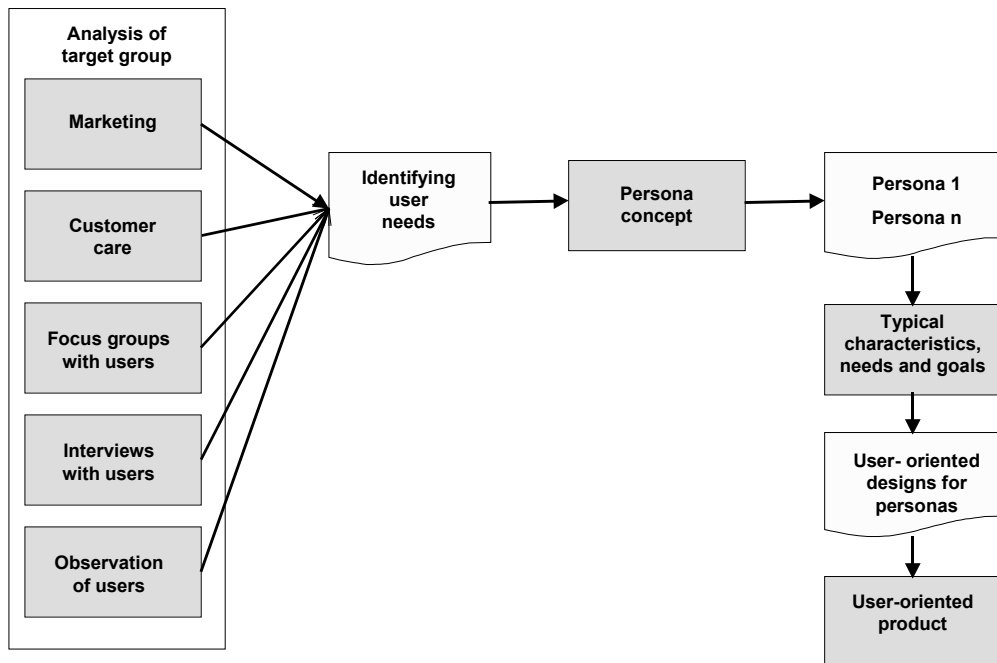 Analysis of
target group
Marketing
Customer
care
Focus groups
with users
Interviews
with users
Observation
of users
Identifying
user
needs
Persona
concept
Persona 1
Persona n
Typical
characteristics,
needs and goals
User- oriented
designs for
personas
User-oriented
product